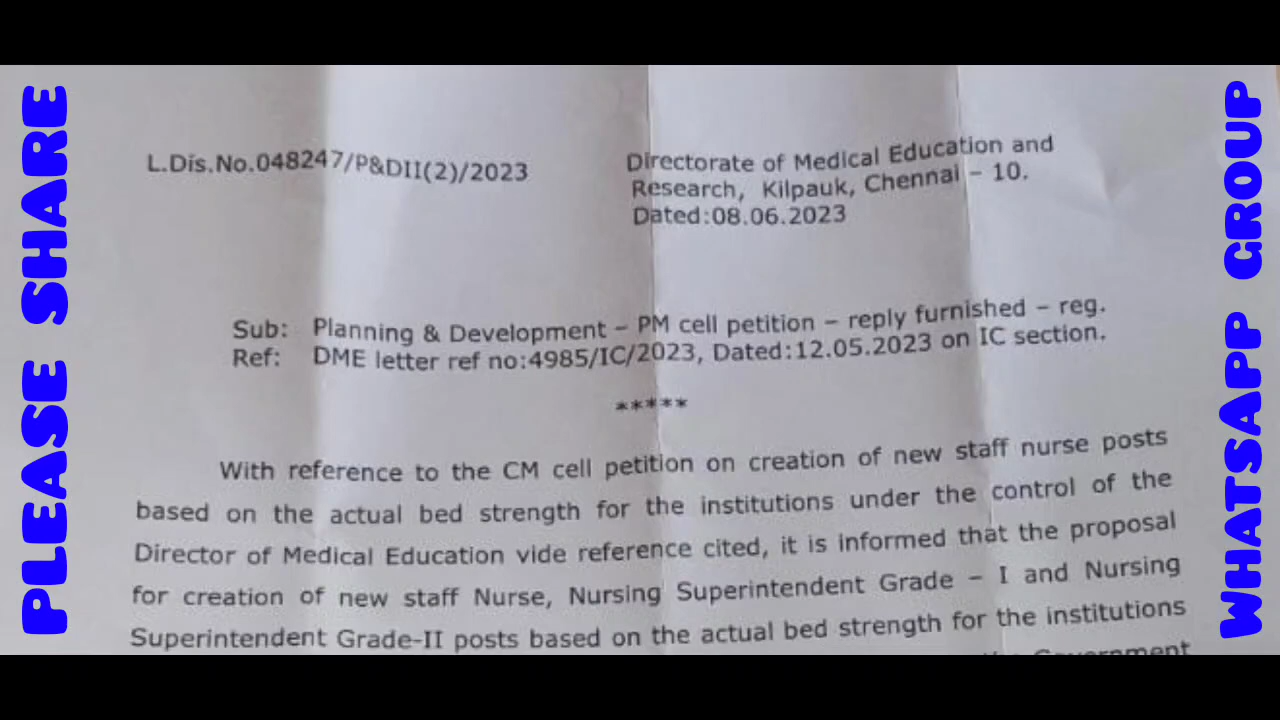 PLEASE SHARE
L.Dis.No.048247/P&DII(2)/2023
Directorate of Medical Education and
Research, Kilpauk, Chennai – 10.
Dated:08.06.2023
Sub: Planning & Development – PM cell petition – reply furnished – reg.
Ref: DME letter ref no:4985/IC/2023, Dated:12.05.2023 on IC section.
*****
With reference to the CM cell petition on creation of new staff nurse posts
based on the actual bed strength for the institutions under the control of the
Director of Medical Education vide reference cited, it is informed that the proposal
for creation of new staff Nurse, Nursing Superintendent Grade – I and Nursing
Superintendent Grade-II posts based on the actual bed strength for the institutions
Government
WHATSAPP GROUP